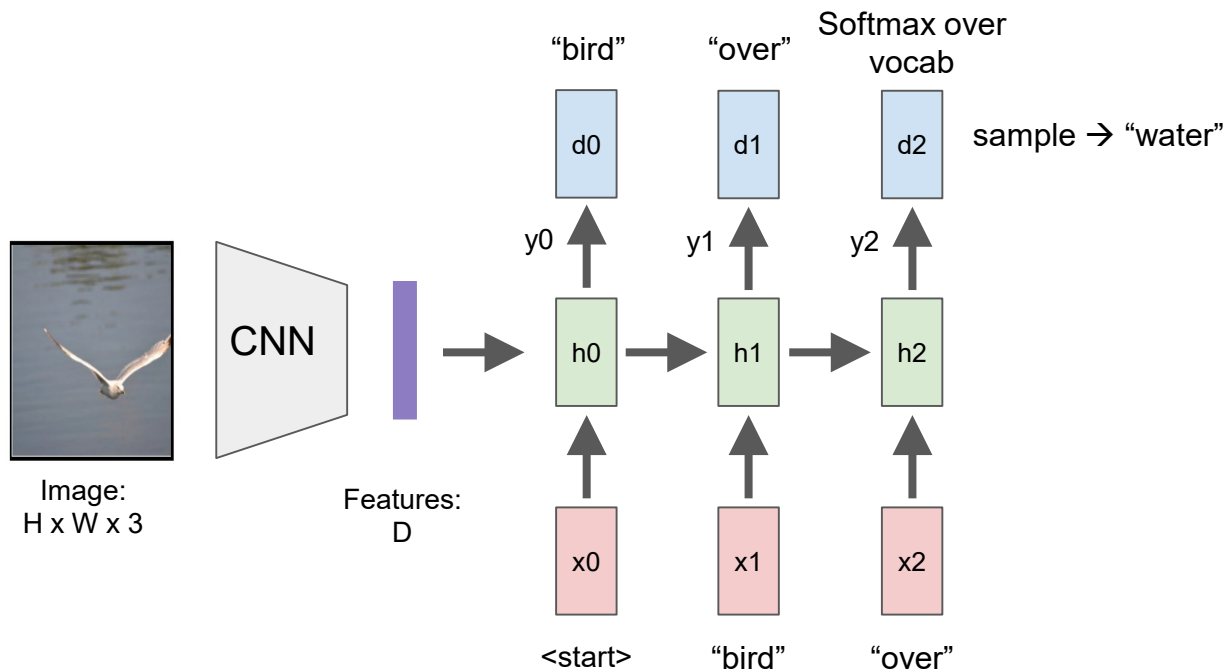 “bird”
“over”
Softmax over
vocab
d0
d1
d2
sample → “water”
y0
y1
y2
CNN
h0
h1
h2
Image:
H x W x 3
Features:
D
x0
x1
x2
<start>
“bird”
“over”